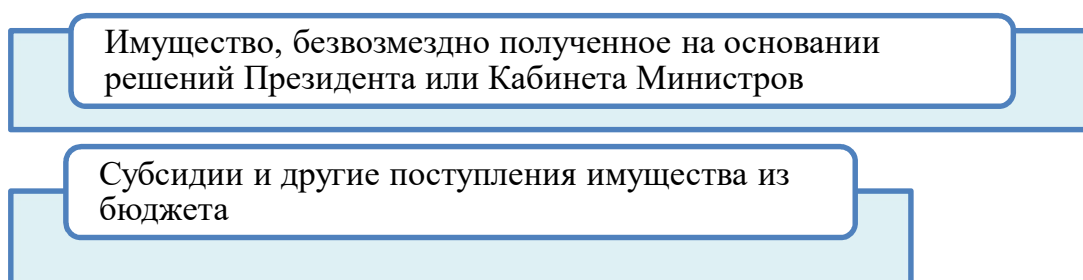 Имущество, безвозмездно полученное на основании
решений Президента или Кабинета Министров
Субсидии и другие поступления имущества из
бюджета